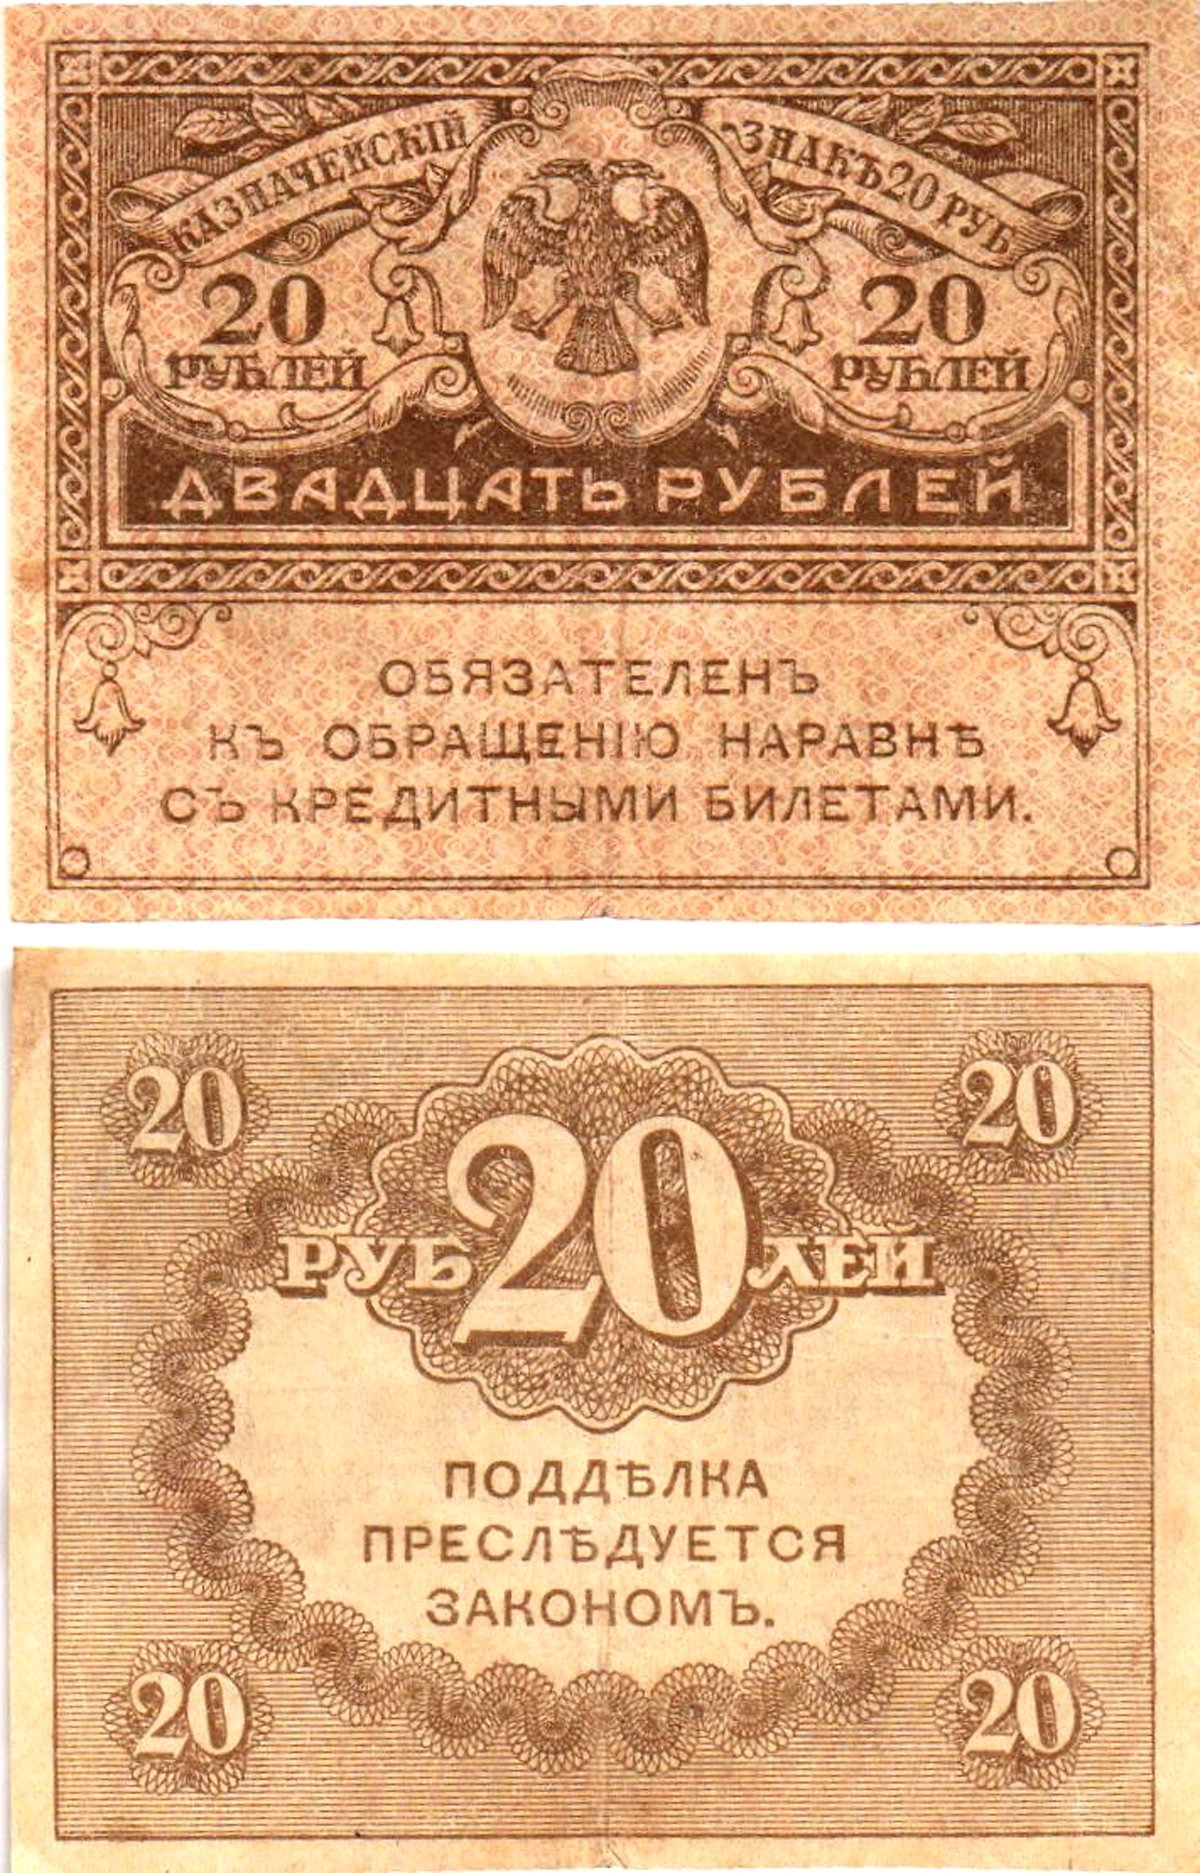 КАЗНАЧЕЙСКІЙ ЗНАКЪ 20 РУБ
20 20
РУБЛЕЙ РУБЛЕЙ
ДВАДЦАТЬ РУБЛЕЙ
ОБЯЗАТЕЛЕНЪ
КЪ ОБРАЩЕНІЮ НАРАВНѢ
СЪ КРЕДИТНЫМИ БИЛЕТАМИ.
20 20
РУБ 20 ЛЕЙ
ПОДДѢЛКА
ПРЕСЛѢДУЕТСЯ
ЗАКОНОМЪ.
20 20